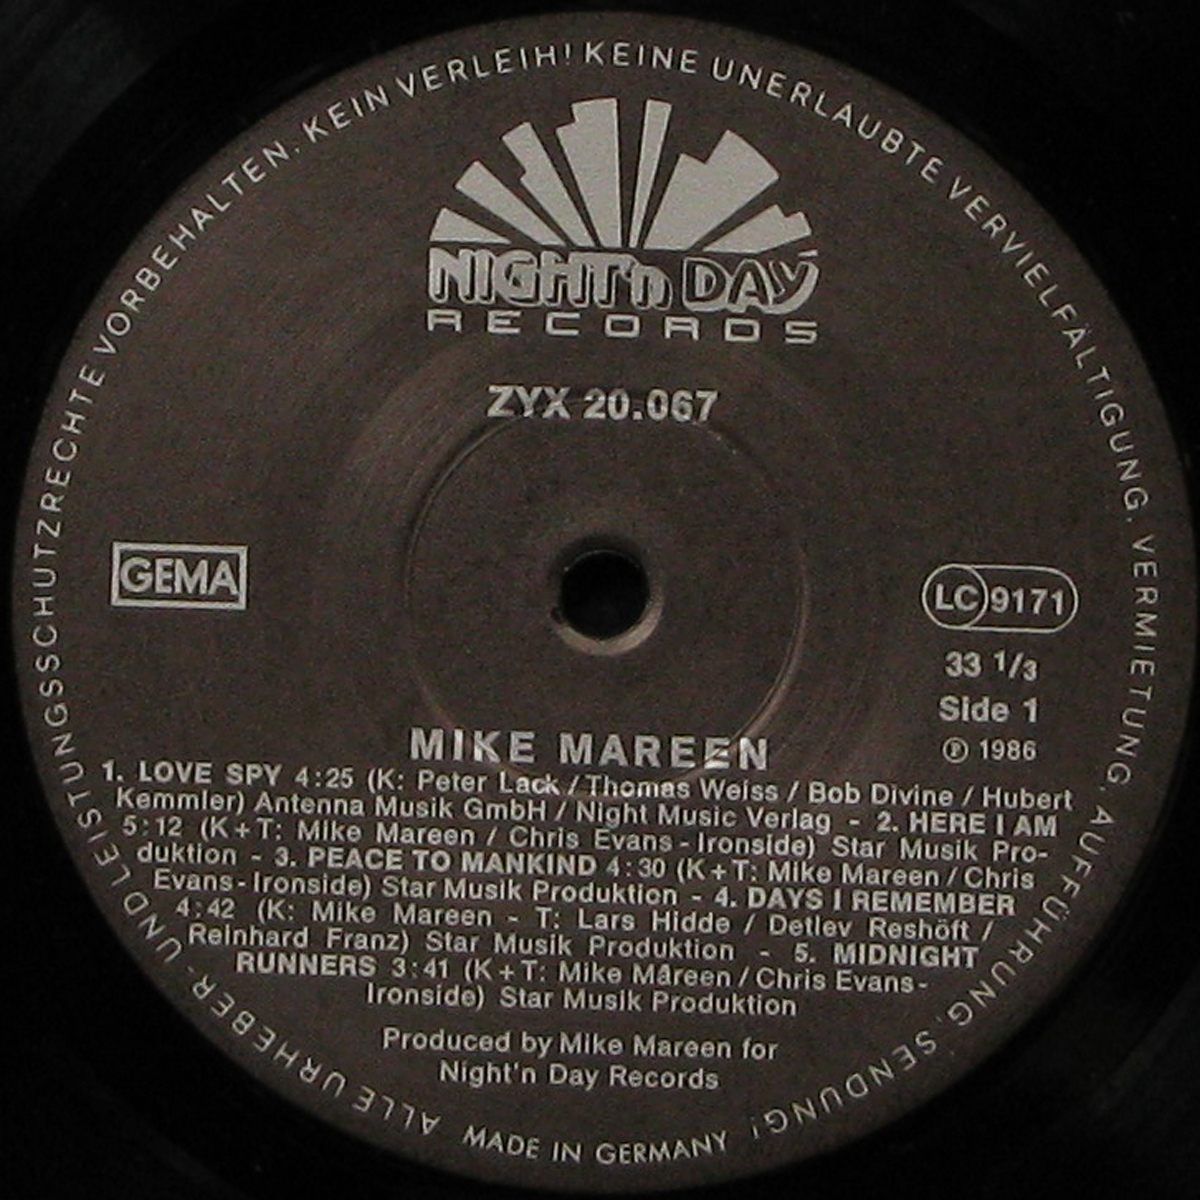 ALLE URHEBER- UND LEISTUNGSSCHUTZRECHTE VORBEHALTEN. KEIN VERLEIH! KEINE UNERLAUBTE VERVIELFÄLTIGUNG, VERMIETUNG, AUFFÜHRUNG, SENDUNG!
NIGHT'n DAY
RECORDS
ZYX 20.067
GEMA
LC 9171
33 1/3
Side 1
Ⓟ 1986
MIKE MAREEN
1. LOVE SPY 4:25 (K: Peter Lack / Thomas Weiss / Bob Divine / Hubert
Kemmler) Antenna Musik GmbH / Night Music Verlag - 2. HERE I AM
5:12 (K+T: Mike Mareen / Chris Evans-Ironside) Star Musik Pro-
duktion - 3. PEACE TO MANKIND 4:30 (K+T: Mike Mareen / Chris
Evans-Ironside) Star Musik Produktion - 4. DAYS I REMEMBER
4:42 (K: Mike Mareen - T: Lars Hidde / Detlev Reshöft /
Reinhard Franz) Star Musik Produktion - 5. MIDNIGHT
RUNNERS 3:41 (K+T: Mike Mareen / Chris Evans-
Ironside) Star Musik Produktion
Produced by Mike Mareen for
Night'n Day Records
MADE IN GERMANY